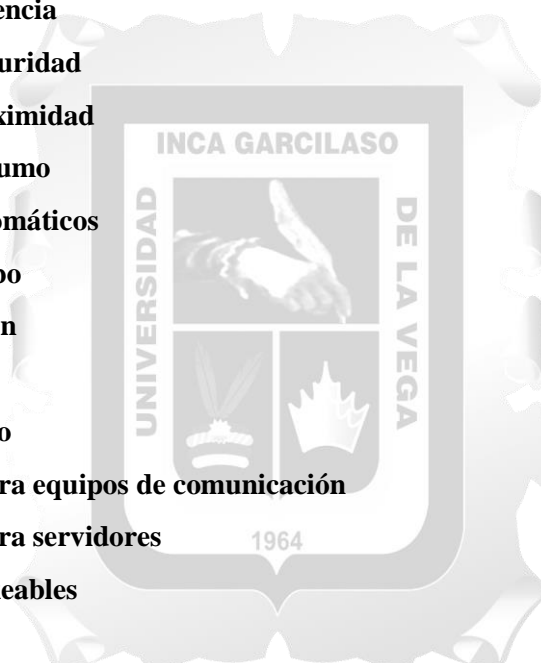 encia
uridad
ximidad
umo
omáticos
po
n
o
ra equipos de comunicación
ra servidores
eables
INCA GARCILASO
UNIVERSIDAD
DE LA VEGA
1964